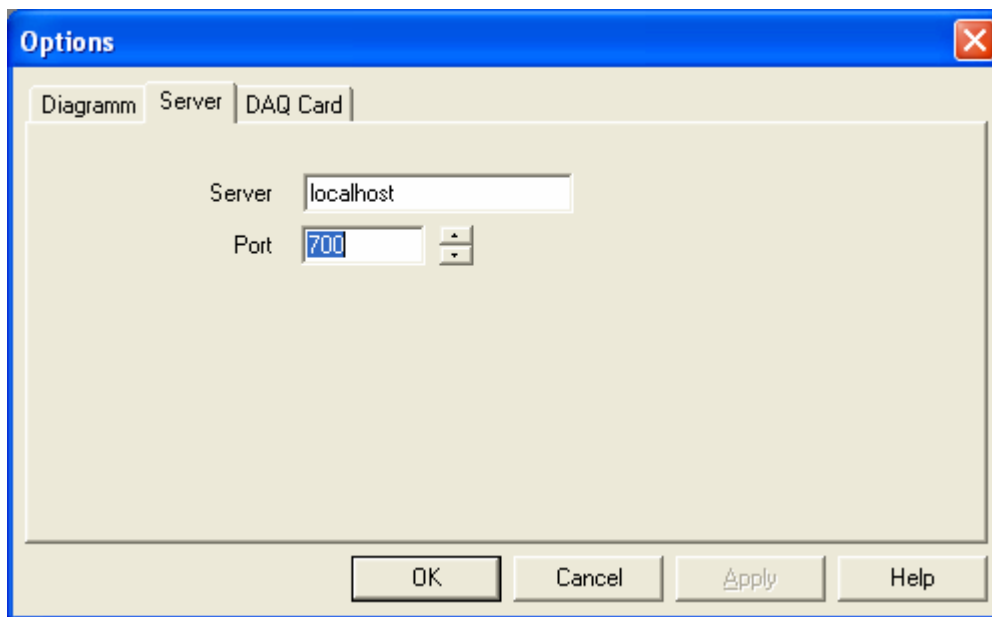 Options
Diagramm Server DAQ Card
Server localhost
Port 700
OK Cancel Apply Help